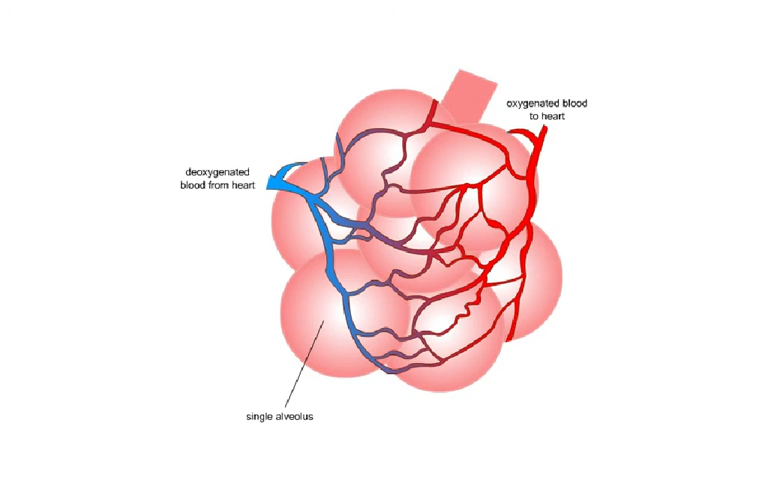 oxygenated blood
to heart
deoxygenated
blood from heart
single alveolus